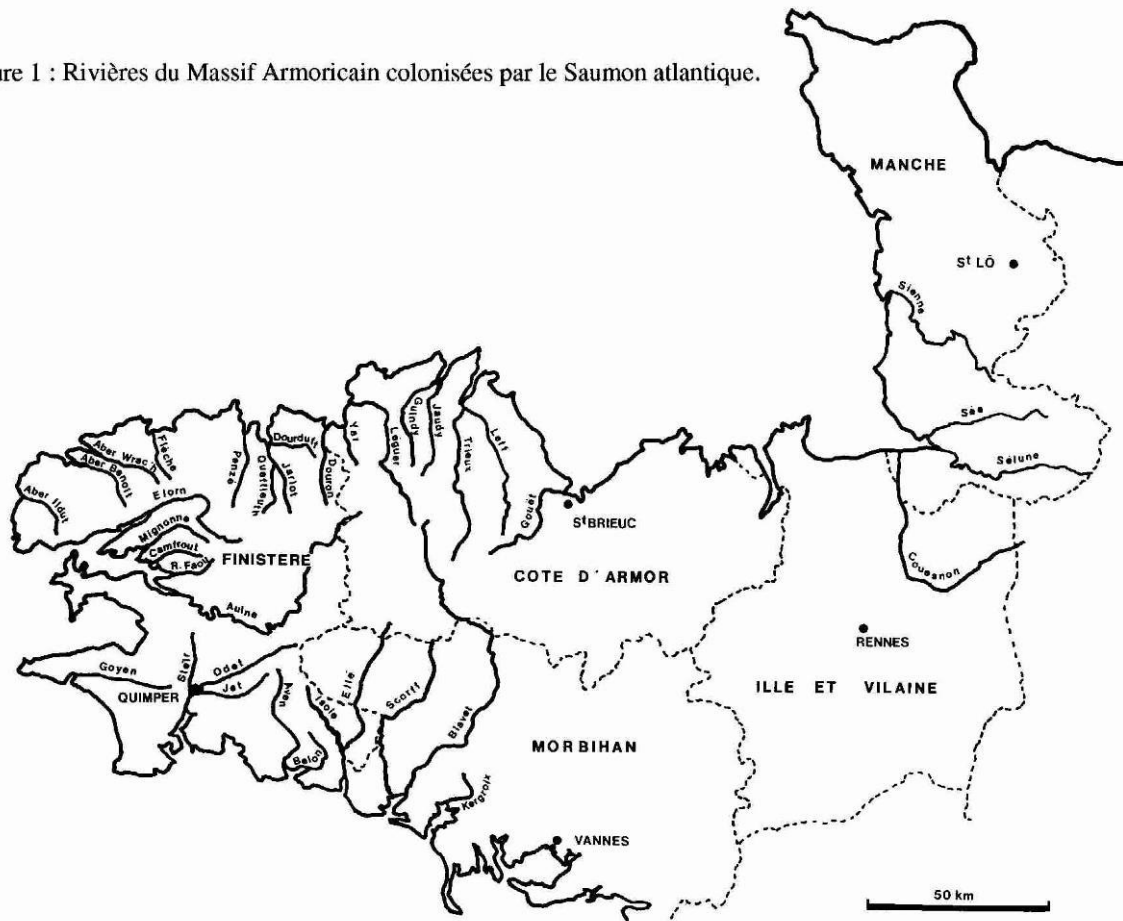 ure 1 : Rivières du Massif Armoricain colonisées par le Saumon atlantique.
MANCHE
St LÔ
Sienne
Sée
Sélune
Couesnon
Aber Ildut
Aber Benoît
Aber Wrac'h
Flèche
Penzé
Queffleuth
Jarlot
Dourduff
Douron
Yar
Léguer
Guindy
Jaudy
Trieux
Leff
Gouët
St BRIEUC
COTE D'ARMOR
Elorn
Mignonne
Camfrout
R. Faou
FINISTERE
Aulne
RENNES
ILLE ET VILAINE
Goyen
Steïr
Odet
Jet
QUIMPER
Aven
Belon
Isole
Ellé
Scorff
Blavet
MORBIHAN
Kergroix
VANNES
50 km